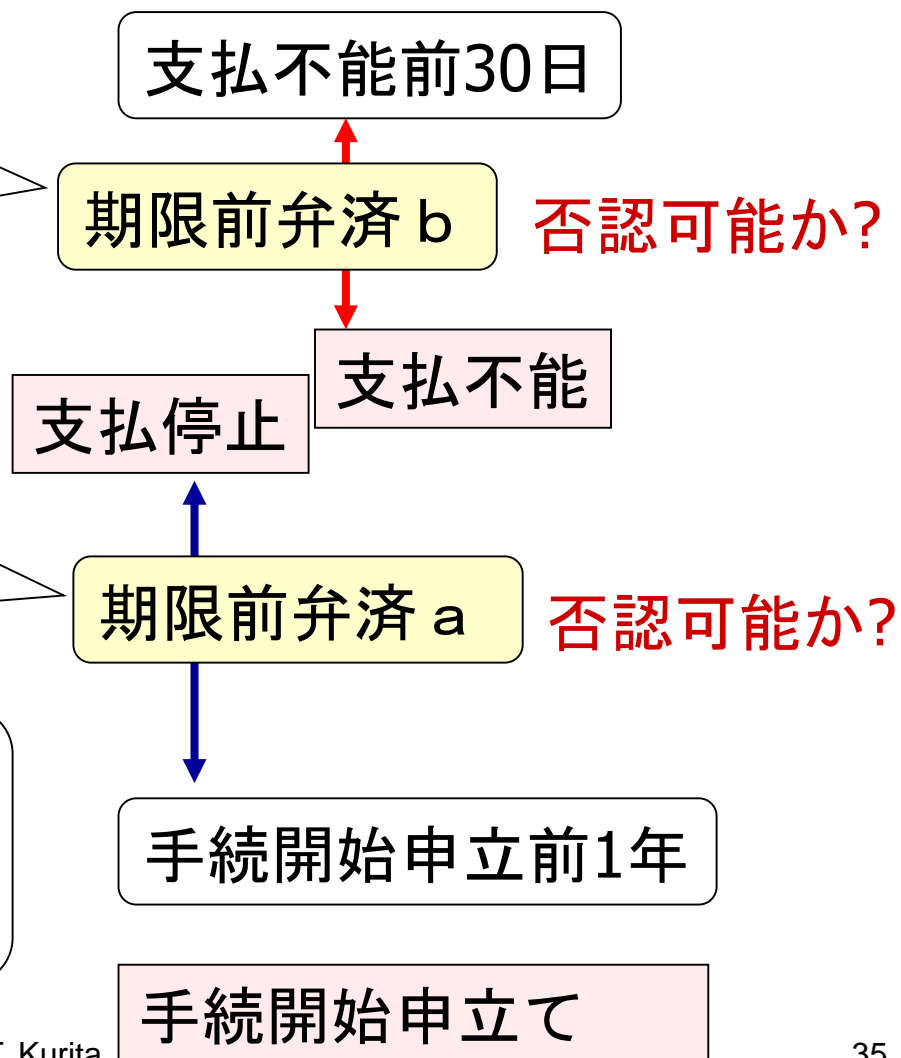 支払不能前30日
期限前弁済ｂ
否認可能か?
支払不能
支払停止
期限前弁済ａ
否認可能か?
手続開始申立前1年
手続開始申立て
Kurita
35